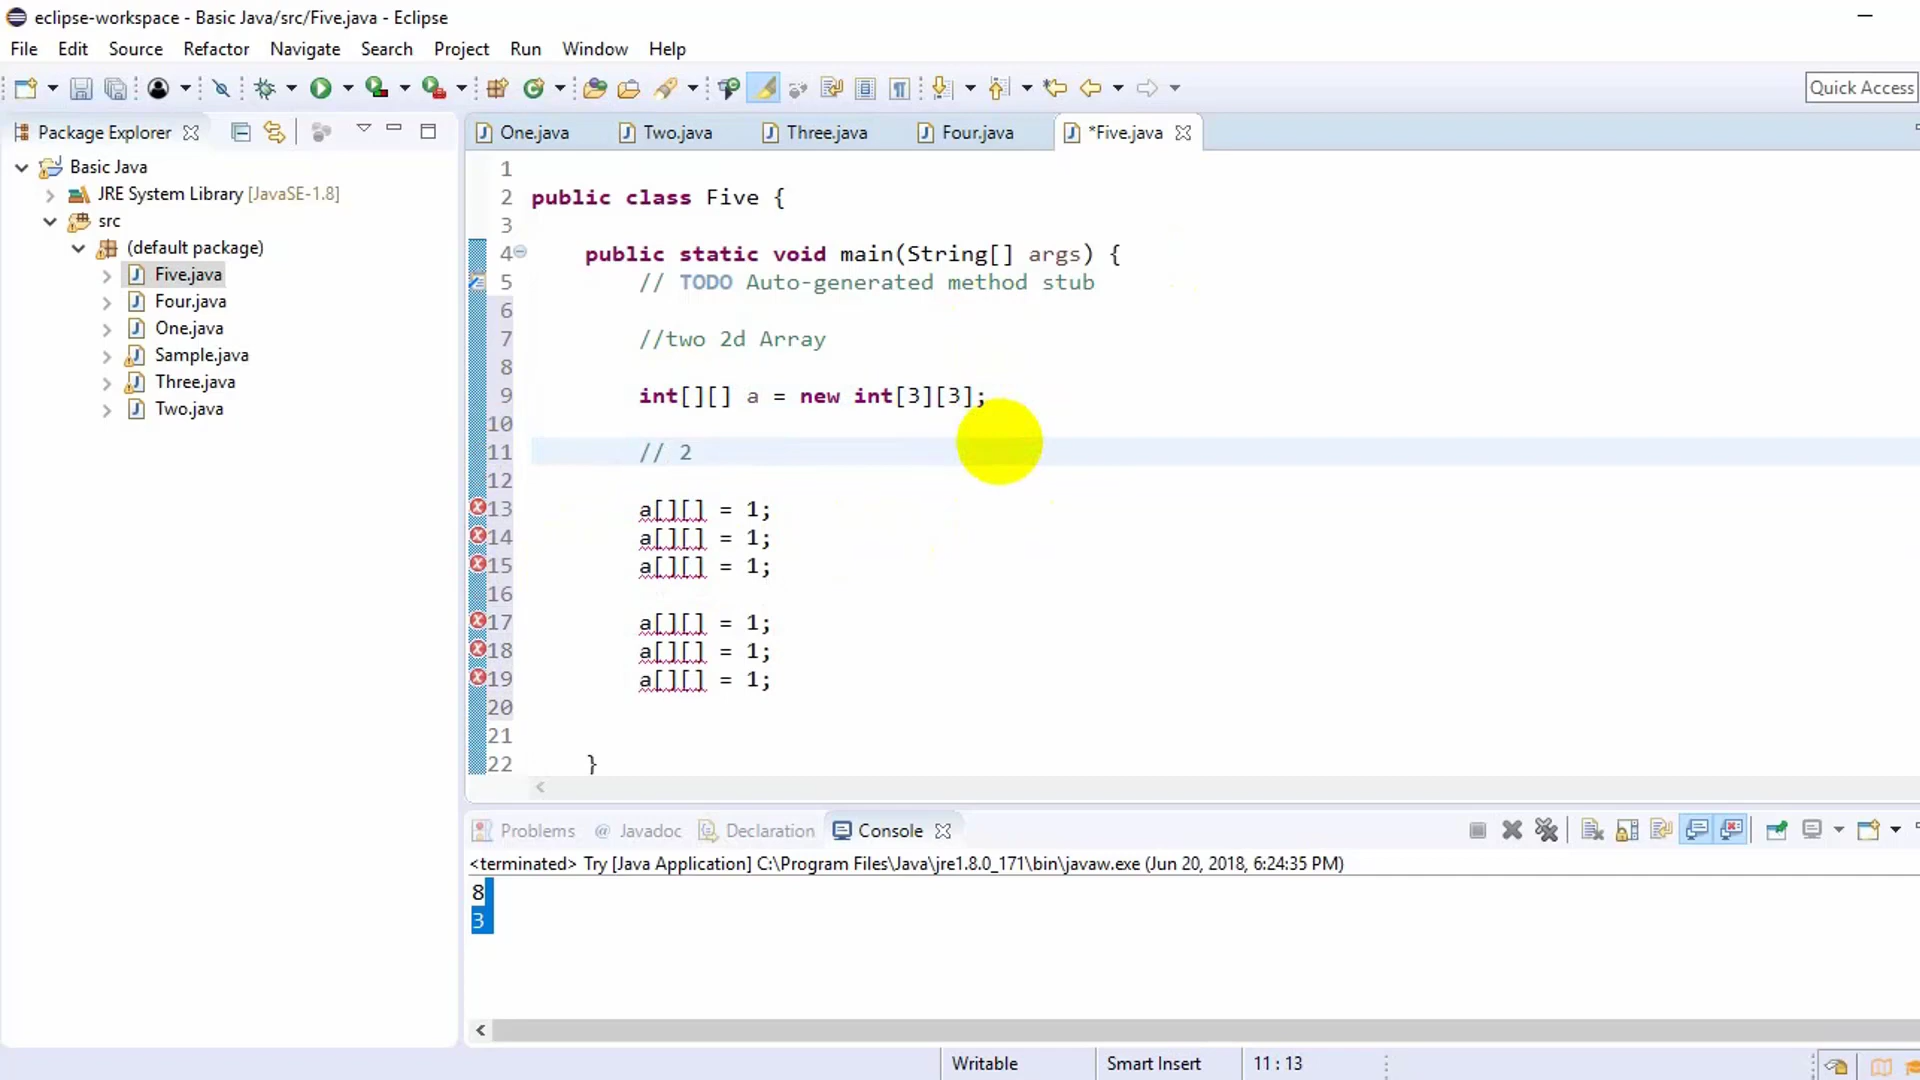 eclipse-workspace - Basic Java/src/Five.java - Eclipse
File Edit Source Refactor Navigate Search Project Run Window Help
Quick Access
Package Explorer
Basic Java
JRE System Library [JavaSE-1.8]
src
(default package)
Five.java
Four.java
One.java
Sample.java
Three.java
Two.java
One.java Two.java Three.java Four.java *Five.java
1
2 public class Five {
3
4 public static void main(String[] args) {
5 // TODO Auto-generated method stub
6
7 //two 2d Array
8
9 int[][] a = new int[3][3];
10
11 // 2
12
13 a[][] = 1;
14 a[][] = 1;
15 a[][] = 1;
16
17 a[][] = 1;
18 a[][] = 1;
19 a[][] = 1;
20
21
22 }
Problems @ Javadoc Declaration Console
<terminated> Try [Java Application] C:\Program Files\Java\jre1.8.0_171\bin\javaw.exe (Jun 20, 2018, 6:24:35 PM)
8
3
Writable Smart Insert 11 : 13